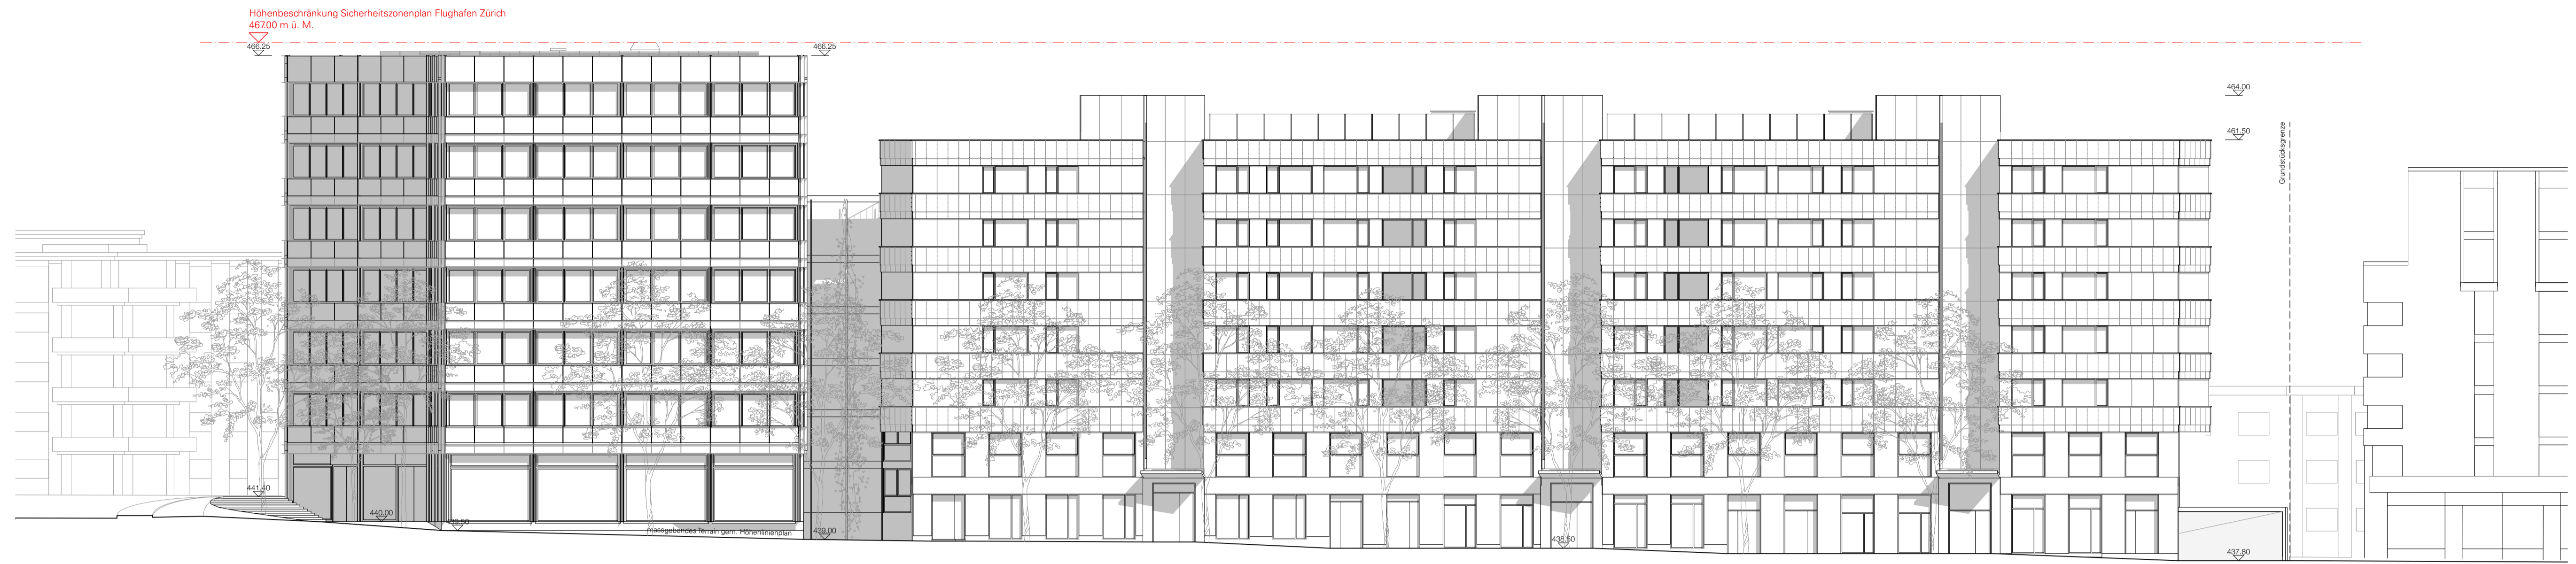 Höhenbeschränkung Sicherheitszonenplan Flughafen Zürich
467.00 m ü. M.
466.25
466.25
464.00
461.50
Grundstücksgrenze
441.40
440.00
439.50
massgebendes Terrain gem. Höhenlinienplan
439.00
438.50
437.80